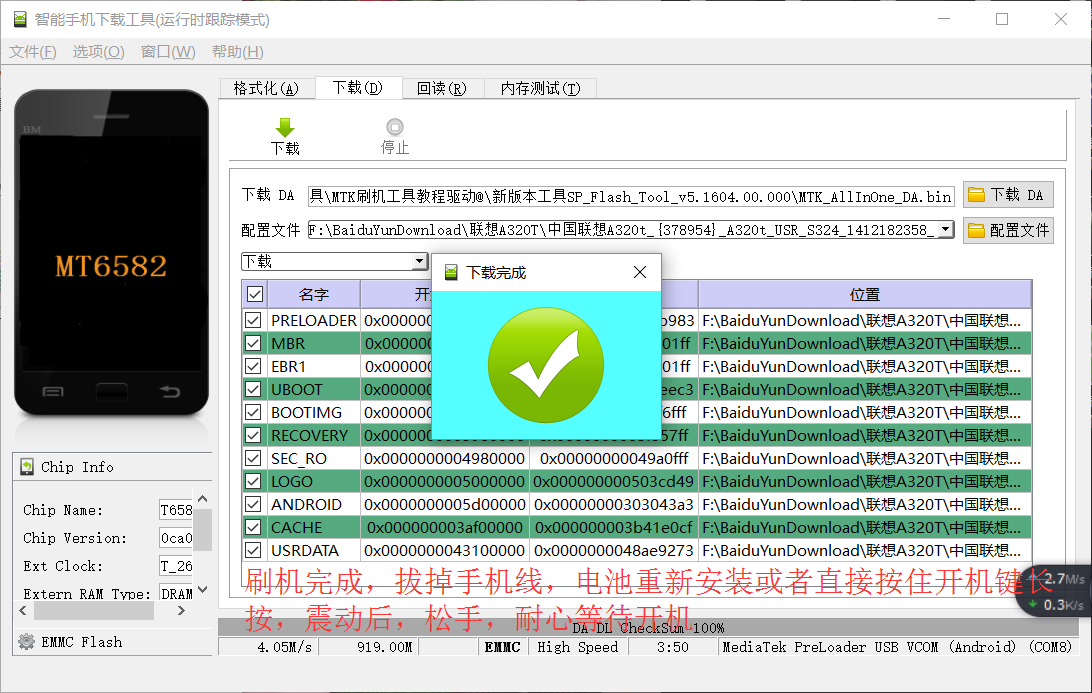 智能手机下载工具(运行时跟踪模式)
文件(F) 选项(O) 窗口(W) 帮助(H)
格式化(A) 下载(D) 回读(R) 内存测试(T)
下载 停止
BM
MT6582
下载 DA 具\MTK刷机工具教程驱动@\新版本工具SP_Flash_Tool_v5.1604.00.000\MTK_AllInOne_DA.bin 下载 DA
配置文件 F:\BaiduYunDownload\联想A320T\中国联想A320t_{378954}_A320t_USR_S324_1412182358_ 配置文件
下载
下载完成
名字 位置
PRELOADER 0x000000 b983 F:\BaiduYunDownload\联想A320T\中国联想...
MBR 0x000000 01ff F:\BaiduYunDownload\联想A320T\中国联想...
EBR1 0x000000 01ff F:\BaiduYunDownload\联想A320T\中国联想...
UBOOT 0x000000 eec3 F:\BaiduYunDownload\联想A320T\中国联想...
BOOTIMG 0x000000 6fff F:\BaiduYunDownload\联想A320T\中国联想...
RECOVERY 57ff F:\BaiduYunDownload\联想A320T\中国联想...
SEC_RO 0x0000000004980000 0x00000000049a0fff F:\BaiduYunDownload\联想A320T\中国联想...
LOGO 0x0000000005000000 0x000000000503cd49 F:\BaiduYunDownload\联想A320T\中国联想...
ANDROID 0x0000000005d00000 0x00000000303043a3 F:\BaiduYunDownload\联想A320T\中国联想...
CACHE 0x000000003af00000 0x000000003b41e0cf F:\BaiduYunDownload\联想A320T\中国联想...
USRDATA 0x0000000043100000 0x0000000048ae9273 F:\BaiduYunDownload\联想A320T\中国联想...
Chip Info
Chip Name: T658
Chip Version: 0ca0
Ext Clock: T_26
Extern RAM Type: DRAM
EMMC Flash
刷机完成，拔掉手机线，电池重新安装或者直接按住开机键长
按，震动后，松手，耐心等待开机
2.7M/s
0.3K/s
DA DL CheckSum 100%
4.05M/s 919.00M EMMC High Speed 3:50 MediaTek PreLoader USB VCOM (Android) (COM8)